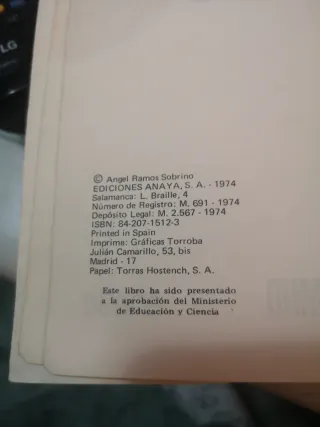 LG
© Angel Ramos Sobrino
EDICIONES ANAYA, S. A. - 1974
Salamanca: L. Braille, 4
Número de Registro: M. 691 - 1974
Depósito Legal: M. 2.567 - 1974
ISBN: 84-207-1512-3
Printed in Spain
Imprime: Gráficas Torroba
Julián Camarillo, 53, bis
Madrid - 17
Papel: Torras Hostench, S. A.
Este libro ha sido presentado
a la aprobación del Ministerio
de Educación y Ciencia